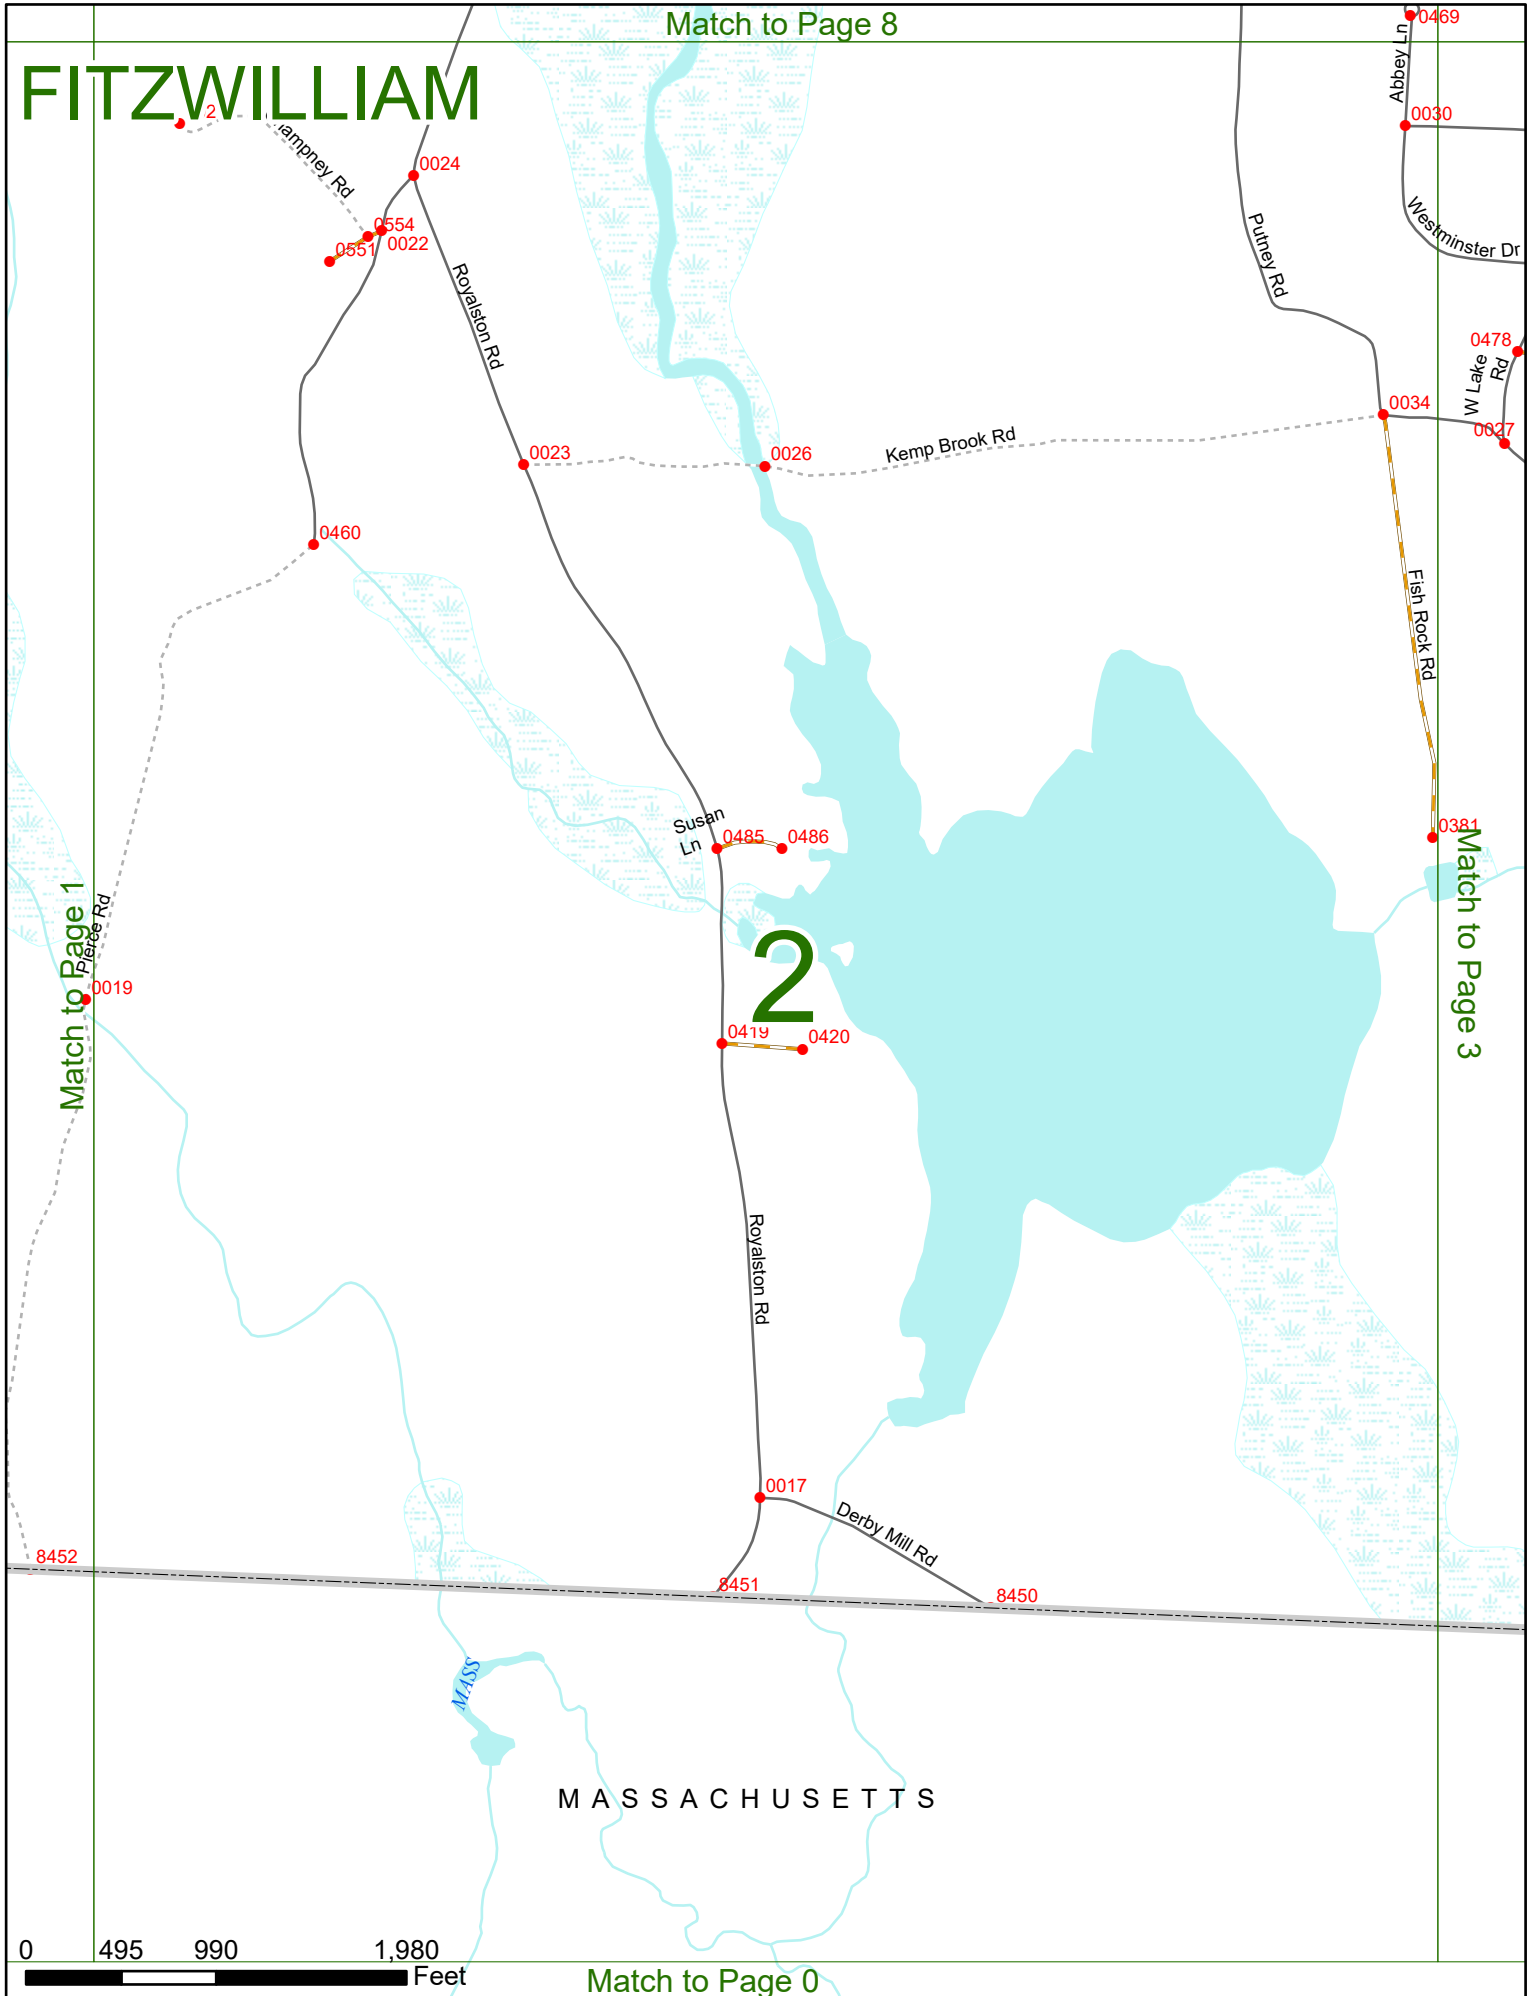 Match to Page 8
0469
Abbey Ln
FITZWILLIAM
2
0030
0024
Westminster Dr
0554
0022
0551
Putney Rd
Royalston Rd
0478
W Lake
Rd
0034
0027
Kemp Brook Rd
0023
0026
0460
Fish Rock Rd
Susan
Ln
0485
0486
0381
Match to Page 3
Match to Page 1
Pierce Rd
2
0019
0419
0420
Royalston Rd
0017
Derby Mill Rd
8452
8451
8450
MASS
MASSACHUSETTS
0 495 990 1,980
Feet
Match to Page 0